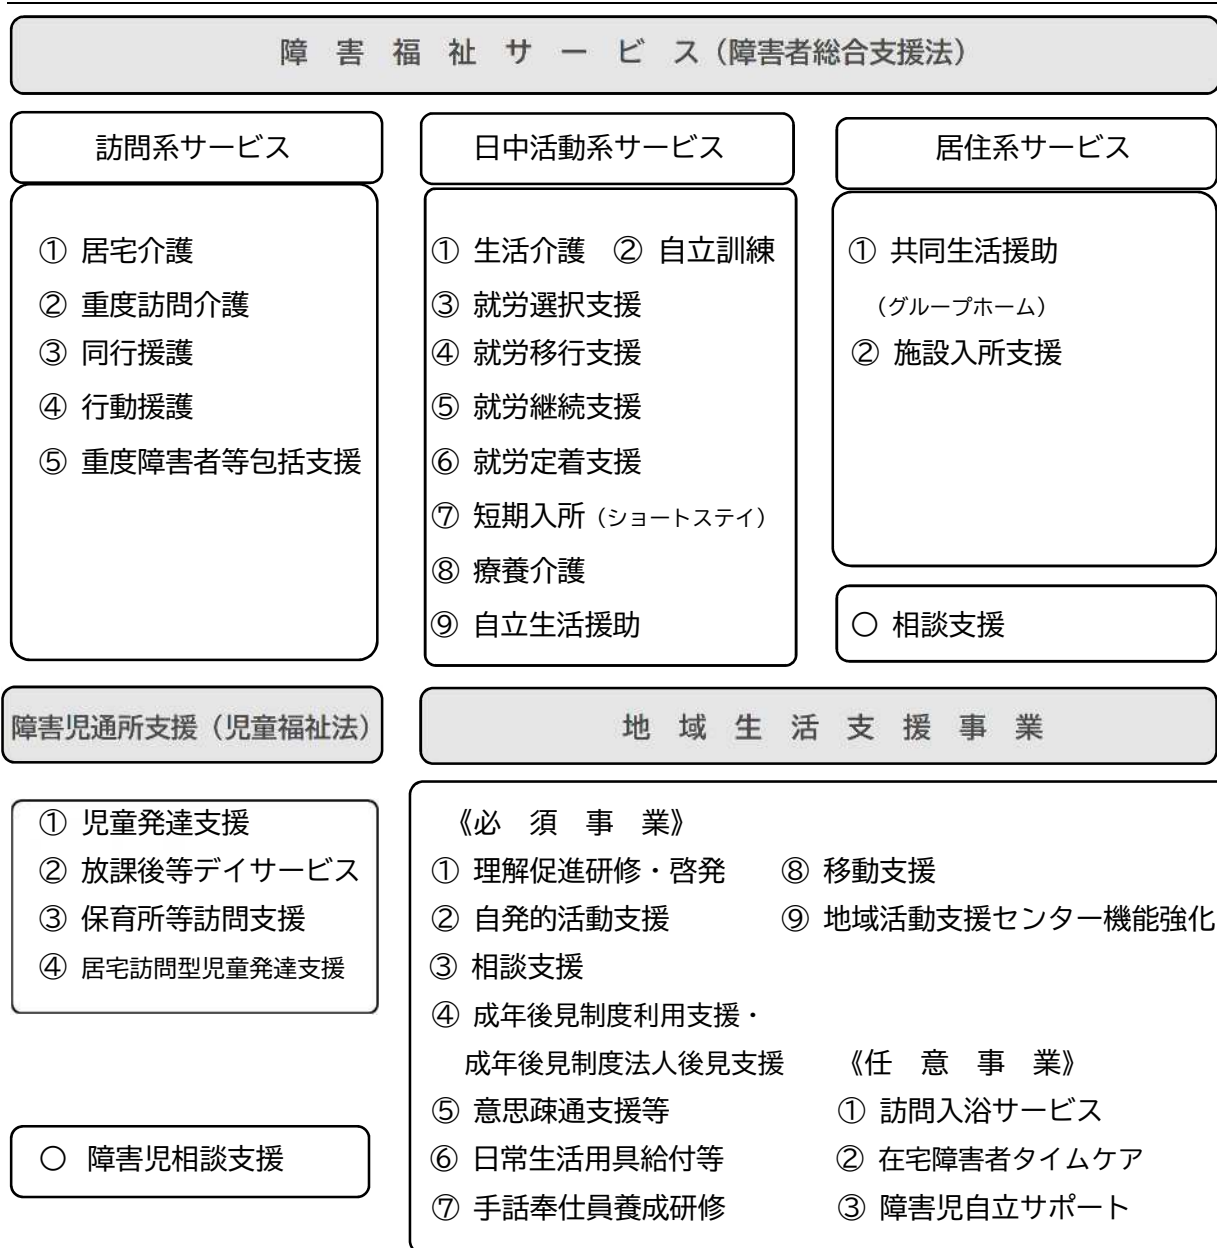 障害福祉サービス（障害者総合支援法）
訪問系サービス
① 居宅介護
② 重度訪問介護
③ 同行援護
④ 行動援護
⑤ 重度障害者等包括支援
日中活動系サービス
① 生活介護　② 自立訓練
③ 就労選択支援
④ 就労移行支援
⑤ 就労継続支援
⑥ 就労定着支援
⑦ 短期入所（ショートステイ）
⑧ 療養介護
⑨ 自立生活援助
居住系サービス
① 共同生活援助
（グループホーム）
② 施設入所支援
○ 相談支援
障害児通所支援（児童福祉法）
① 児童発達支援
② 放課後等デイサービス
③ 保育所等訪問支援
④ 居宅訪問型児童発達支援
○ 障害児相談支援
地域生活支援事業
《必須事業》
① 理解促進研修・啓発
② 自発的活動支援
③ 相談支援
④ 成年後見制度利用支援・
成年後見制度法人後見支援
⑤ 意思疎通支援等
⑥ 日常生活用具給付等
⑦ 手話奉仕員養成研修
⑧ 移動支援
⑨ 地域活動支援センター機能強化
《任意事業》
① 訪問入浴サービス
② 在宅障害者タイムケア
③ 障害児自立サポート